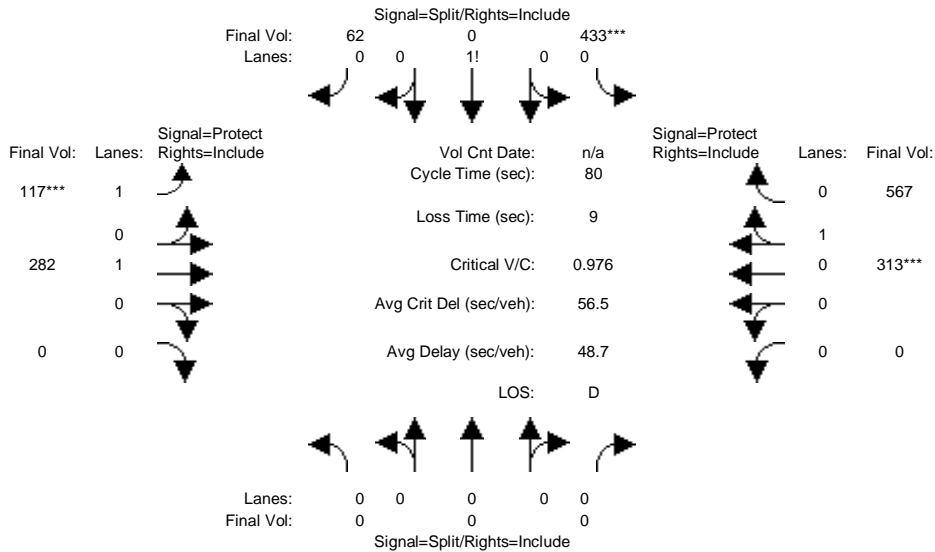 Signal=Split/Rights=Include
Final Vol: 62 0 433***
Lanes: 0 0 1! 0 0
Signal=Protect Signal=Protect
Final Vol: Lanes: Rights=Include Vol Cnt Date: n/a Rights=Include Lanes: Final Vol:
Cycle Time (sec): 80
117*** 1 0 567
Loss Time (sec): 9
0 1
282 1 Critical V/C: 0.976 0 313***
0 Avg Crit Del (sec/veh): 56.5 0
0 0 Avg Delay (sec/veh): 48.7 0 0
LOS: D
Lanes: 0 0 0 0 0
Final Vol: 0 0 0
Signal=Split/Rights=Include